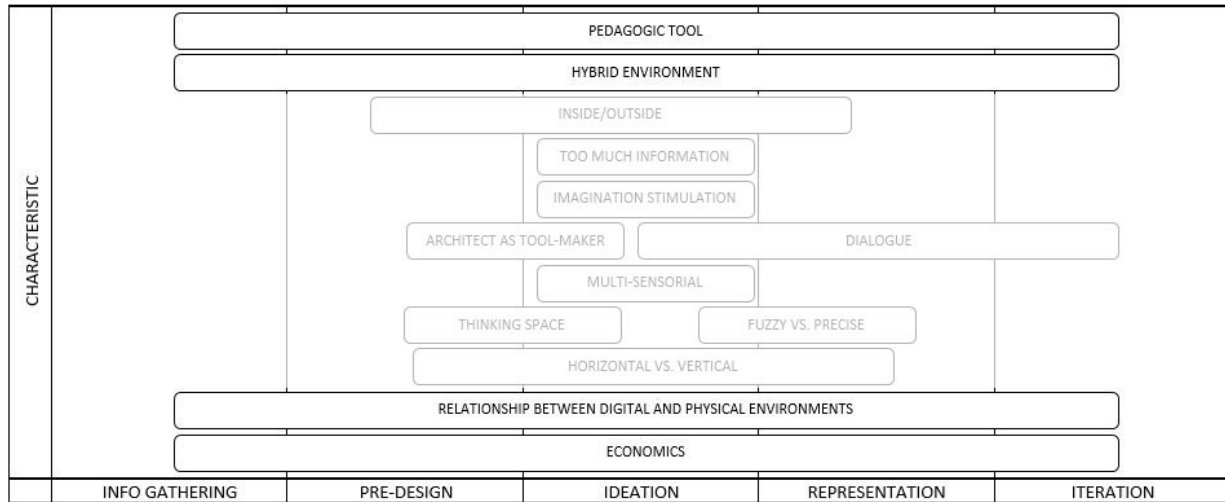 PEDAGOGIC TOOL
HYBRID ENVIRONMENT
INSIDE/OUTSIDE
TOO MUCH INFORMATION
IMAGINATION STIMULATION
ARCHITECT AS TOOL-MAKER
DIALOGUE
MULTI-SENSORIAL
THINKING SPACE
FUZZY VS. PRECISE
HORIZONTAL VS. VERTICAL
RELATIONSHIP BETWEEN DIGITAL AND PHYSICAL ENVIRONMENTS
ECONOMICS
CHARACTERISTIC
INFO GATHERING
PRE-DESIGN
IDEATION
REPRESENTATION
ITERATION